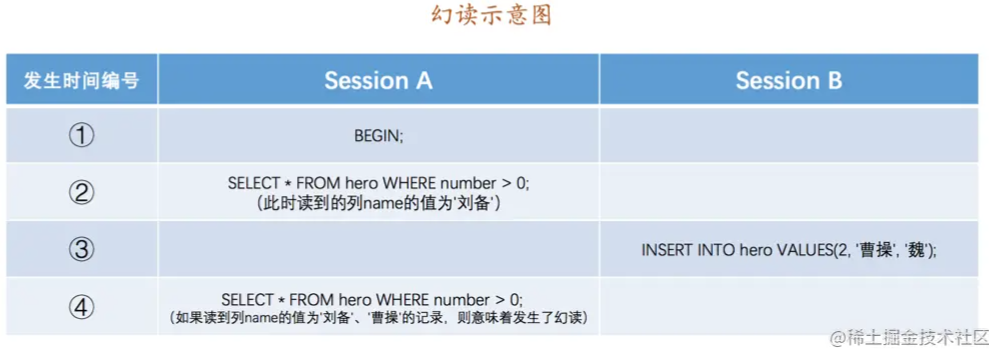 幻读示意图
发生时间编号 Session A Session B
① BEGIN;
② SELECT * FROM hero WHERE number > 0;
（此时读到的列name的值为'刘备'）
③ INSERT INTO hero VALUES(2, '曹操', '魏');
④ SELECT * FROM hero WHERE number > 0;
（如果读到列name的值为'刘备'、'曹操'的记录，则意味着发生了幻读）
@稀土掘金技术社区